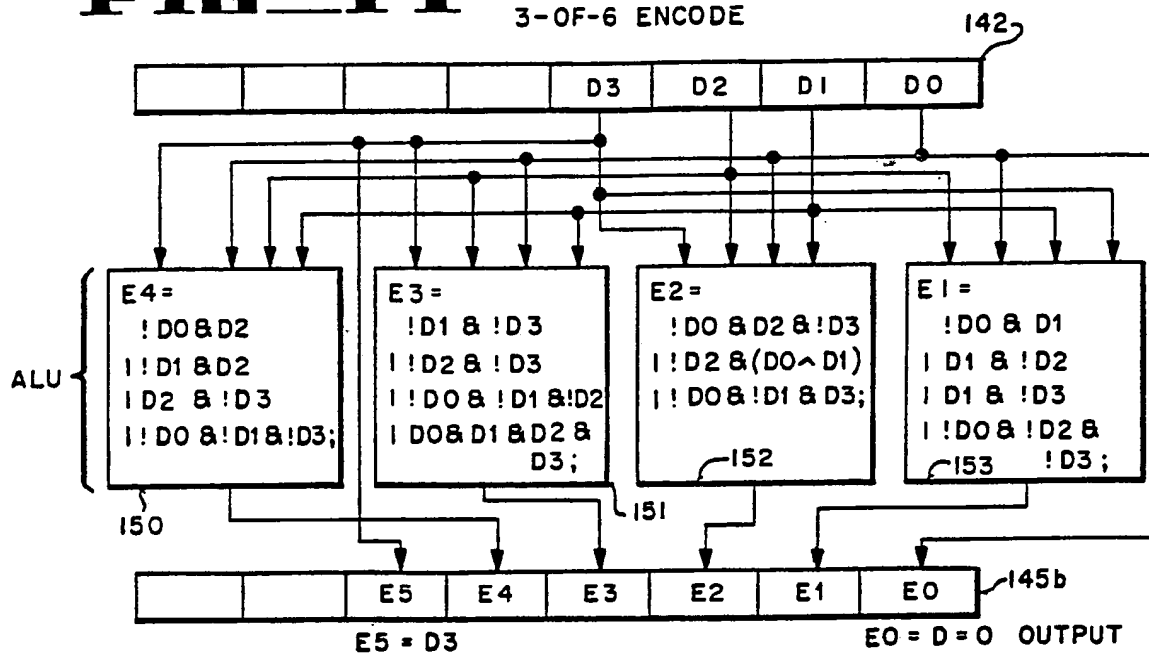 3-OF-6 ENCODE
142
D3 D2 D1 D0
ALU
E4=
!D0&D2
|!D1&D2
|D2 &!D3
|!D0&!D1&!D3;
150
E3=
!D1 & !D3
|!D2 & !D3
|!D0&!D1&!D2
|D0&D1&D2&
D3;
151
E2=
!D0&D2&!D3
|!D2&(D0^D1)
|!D0&!D1&D3;
152
E1=
!D0 & D1
|D1 & !D2
|D1 & !D3
|!D0&!D2&
!D3;
153
E5 E4 E3 E2 E1 E0
145b
E5=D3
E0=D=0 OUTPUT